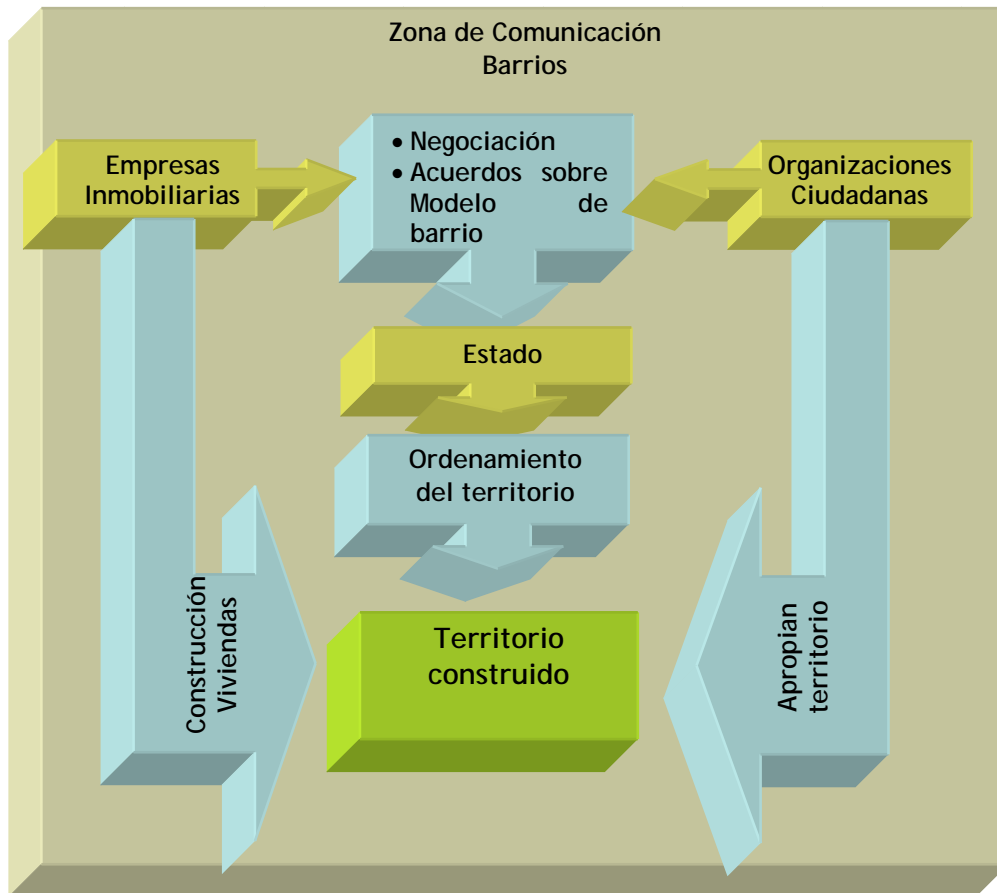 Zona de Comunicación
Barrios
Empresas
Inmobiliarias
• Negociación
• Acuerdos sobre
Modelo de
barrio
Organizaciones
Ciudadanas
Estado
Ordenamiento
del territorio
Construcción
Viviendas
Territorio
construido
Apropian
territorio